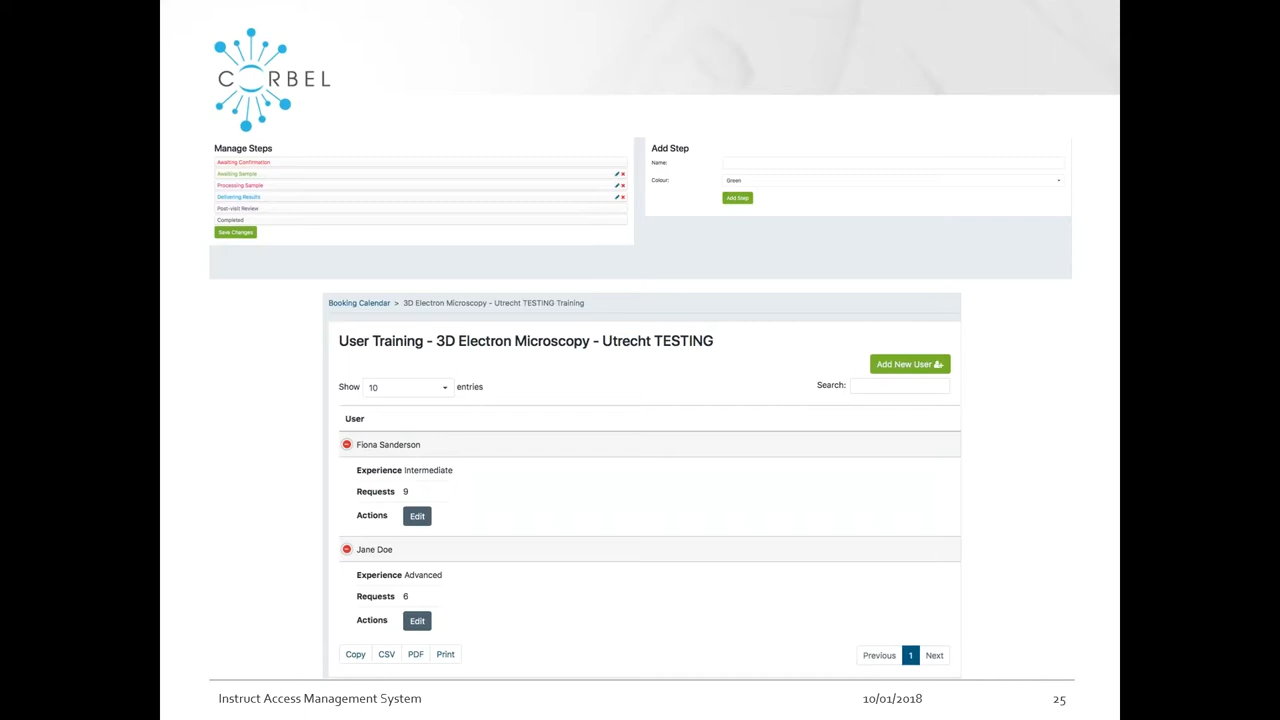 CORBEL
Manage Steps
Awaiting Confirmation
Awaiting Sample
Processing Sample
Delivering Results
Post-visit Review
Completed
Save Changes
Add Step
Name:
Colour: Green
Add Step
Booking Calendar > 3D Electron Microscopy - Utrecht TESTING Training
User Training - 3D Electron Microscopy - Utrecht TESTING
Add New User
Show 10 entries Search:
User
Fiona Sanderson
Experience Intermediate
Requests 9
Actions Edit
Jane Doe
Experience Advanced
Requests 6
Actions Edit
Copy CSV PDF Print Previous 1 Next
Instruct Access Management System 10/01/2018 25